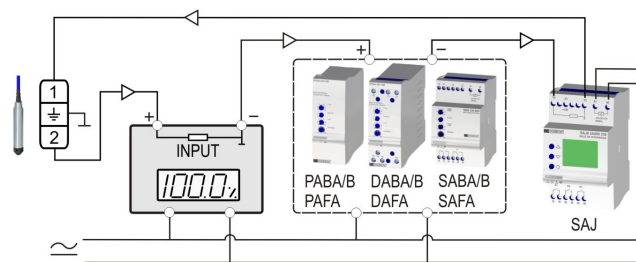 1
2
+
−
INPUT
100.0%
+
−
PABA/B
PAFA
DABA/B
DAFA
SABA/B
SAFA
SAJ